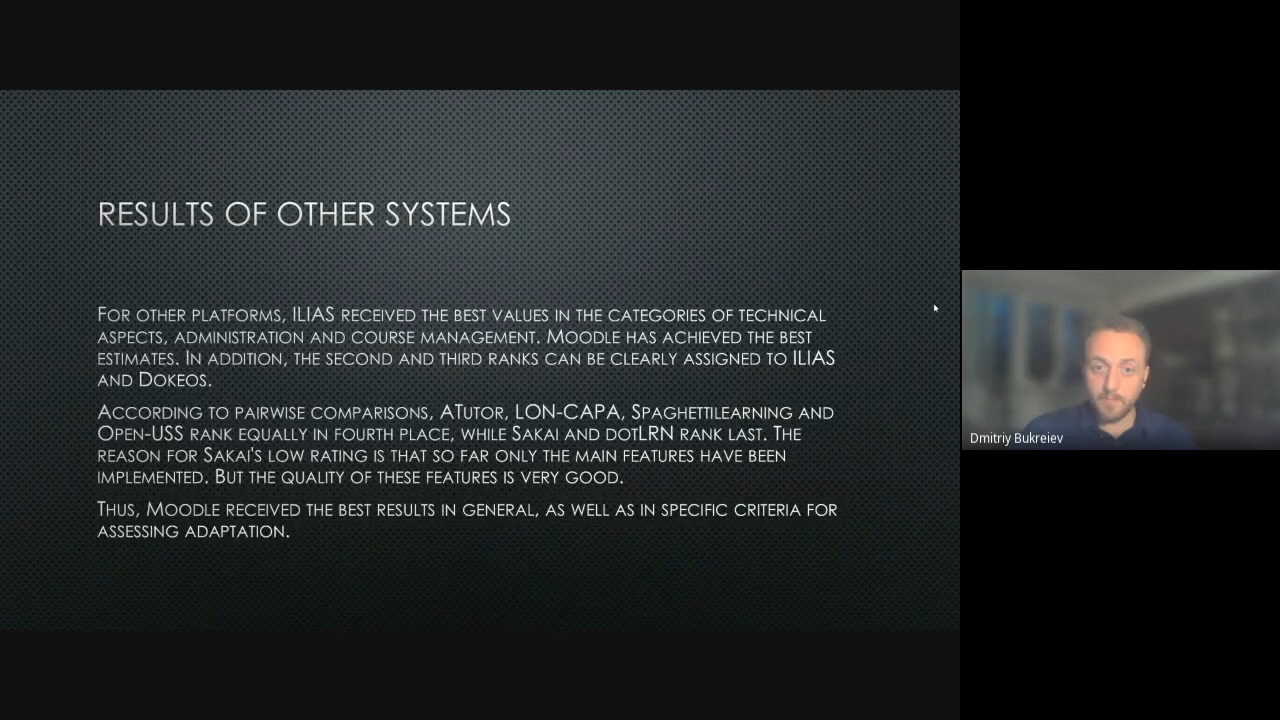 RESULTS OF OTHER SYSTEMS
FOR OTHER PLATFORMS, ILIAS RECEIVED THE BEST VALUES IN THE CATEGORIES OF TECHNICAL
ASPECTS, ADMINISTRATION AND COURSE MANAGEMENT. MOODLE HAS ACHIEVED THE BEST
ESTIMATES. IN ADDITION, THE SECOND AND THIRD RANKS CAN BE CLEARLY ASSIGNED TO ILIAS
AND DOKEOS.
ACCORDING TO PAIRWISE COMPARISONS, ATUTOR, LON-CAPA, SPAGHETTILEARNING AND
OPEN-USS RANK EQUALLY IN FOURTH PLACE, WHILE SAKAI AND DOTLRN RANK LAST. THE
REASON FOR SAKAI'S LOW RATING IS THAT SO FAR ONLY THE MAIN FEATURES HAVE BEEN
IMPLEMENTED. BUT THE QUALITY OF THESE FEATURES IS VERY GOOD.
THUS, MOODLE RECEIVED THE BEST RESULTS IN GENERAL, AS WELL AS IN SPECIFIC CRITERIA FOR
ASSESSING ADAPTATION.
Dmitriy Bukreiev